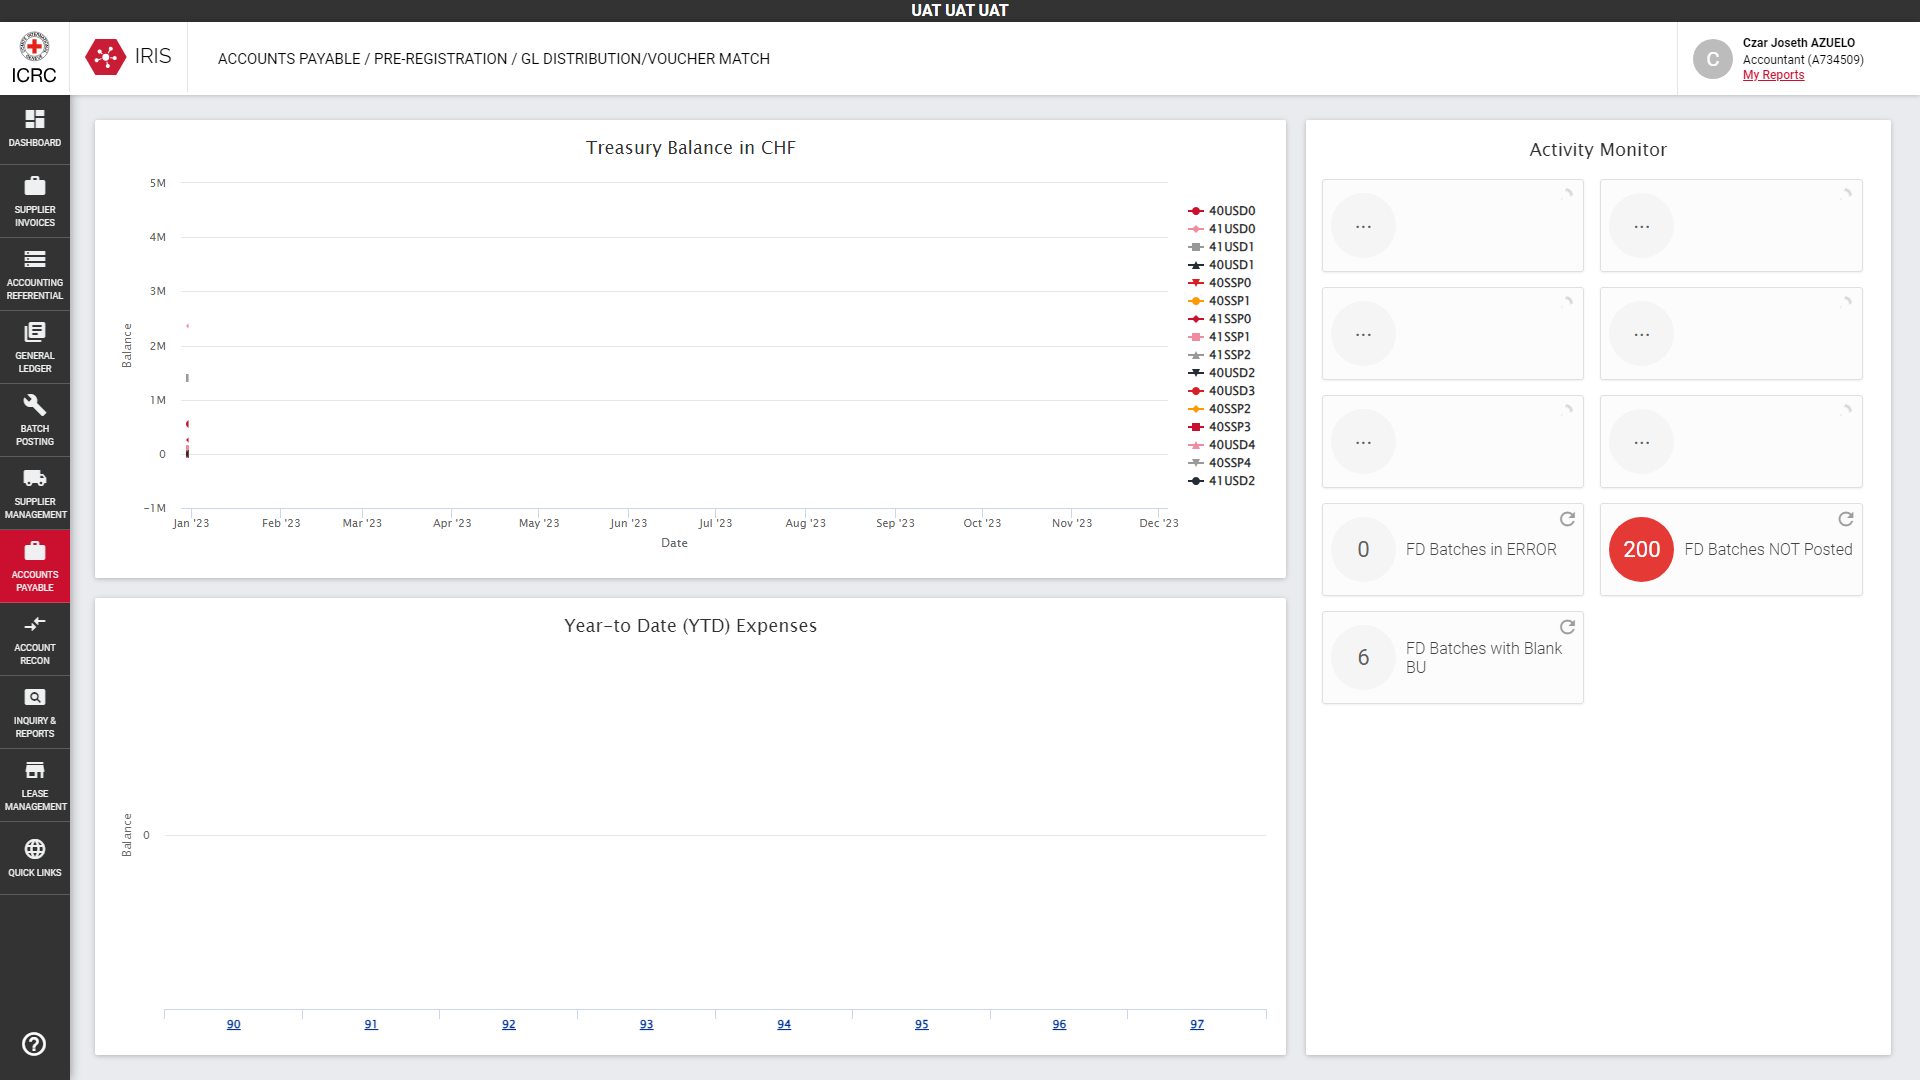 UAT UAT UAT
ICRC
IRIS
ACCOUNTS PAYABLE / PRE-REGISTRATION / GL DISTRIBUTION/VOUCHER MATCH
C
Czar Joseth AZUELO
Accountant (A734509)
My Reports
DASHBOARD
SUPPLIER
INVOICES
ACCOUNTING
REFERENTIAL
GENERAL
LEDGER
BATCH
POSTING
SUPPLIER
MANAGEMENT
ACCOUNTS
PAYABLE
ACCOUNT
RECON
INQUIRY &
REPORTS
LEASE
MANAGEMENT
QUICK LINKS
Treasury Balance in CHF
5M
4M
3M
2M
1M
0
-1M
Balance
Jan '23
Feb '23
Mar '23
Apr '23
May '23
Jun '23
Jul '23
Aug '23
Sep '23
Oct '23
Nov '23
Dec '23
Date
40USD0
41USD0
41USD1
40USD1
40SSP0
40SSP1
41SSP0
41SSP1
41SSP2
40USD2
40USD3
40SSP2
40SSP3
40USD4
40SSP4
41USD2
Year-to Date (YTD) Expenses
Balance
0
90
91
92
93
94
95
96
97
Activity Monitor
...
...
...
...
...
...
0
FD Batches in ERROR
200
FD Batches NOT Posted
6
FD Batches with Blank
BU